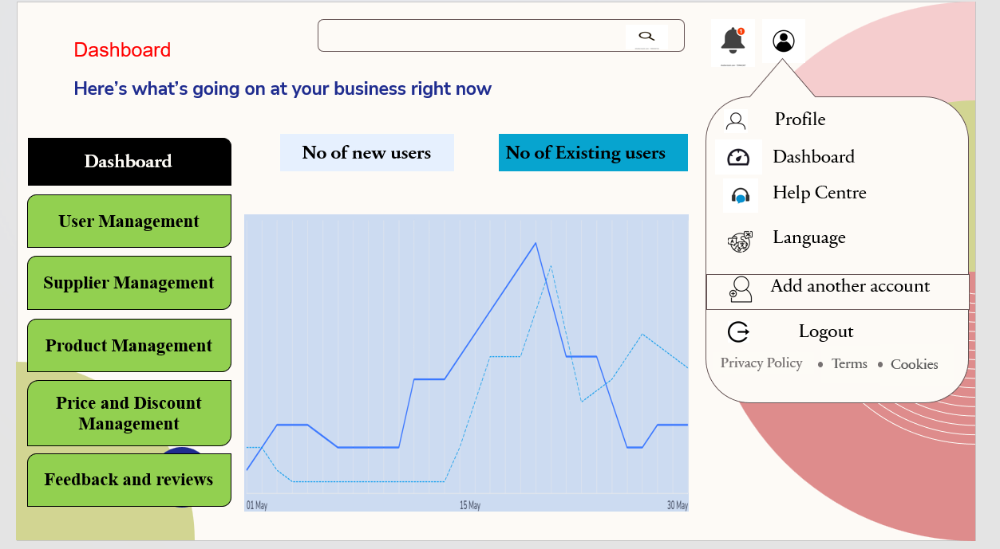 Dashboard
1
Here's what's going on at your business right now
Profile
Dashboard
Help Centre
Language
Add another account
Logout
Privacy Policy • Terms • Cookies
Dashboard
User Management
Supplier Management
Product Management
Price and Discount
Management
Feedback and reviews
No of new users
No of Existing users
01 May
15 May
30 May